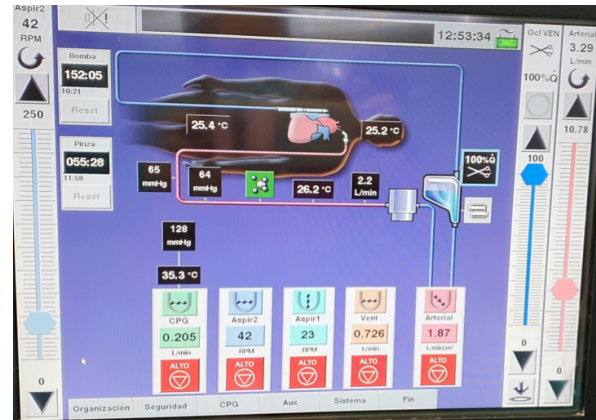 Aspir2
42
RPM
250
0
Bomba
152:05
10:21
Reset
Pinza
055:28
11:58
Reset
12:53:34
25.4 °C
25.2 °C
65
mmHg
64
mmHg
26.2 °C
2.2
L/min
100%Q
128
mmHg
35.3 °C
CPG
0.205
L/min
ALTO
Aspir2
42
RPM
ALTO
Aspir1
23
RPM
ALTO
Vent
0.726
L/min
ALTO
Arterial
1.87
L/min/m²
ALTO
Ocl VEN
100%Q
100
0
Arterial
3.29
L/min
10.78
0
Organización Seguridad CPG Aux Sistema Fin